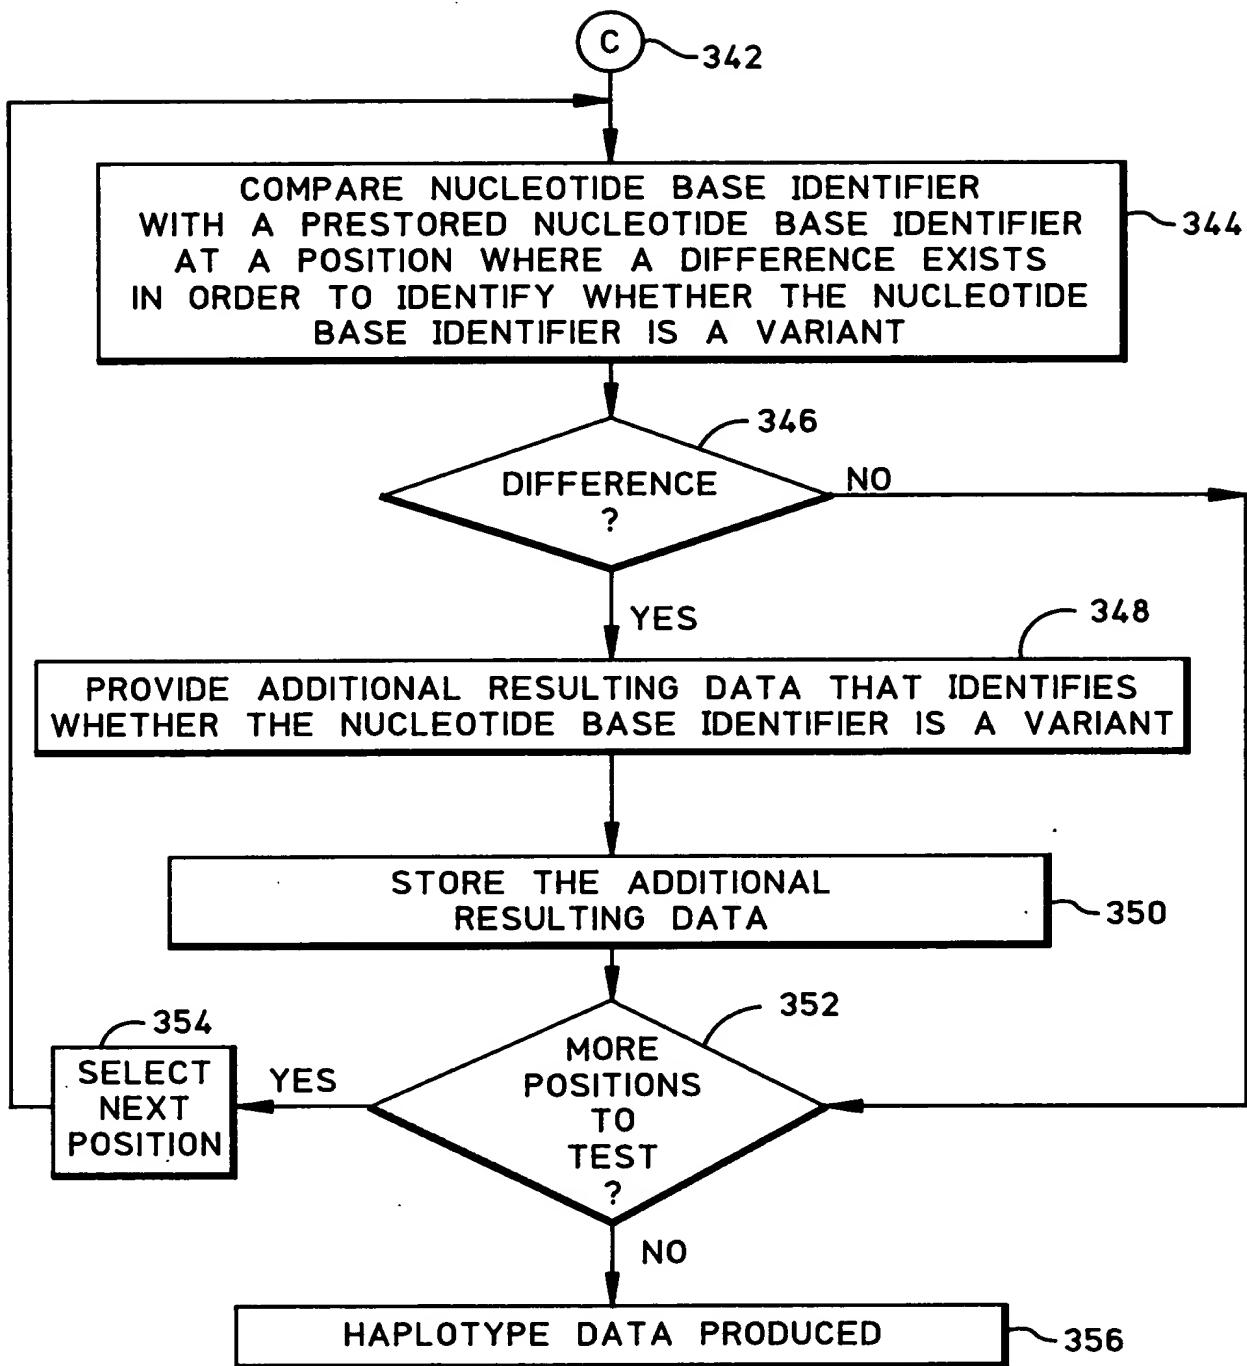 C
342
COMPARE NUCLEOTIDE BASE IDENTIFIER
WITH A PRESTORED NUCLEOTIDE BASE IDENTIFIER
AT A POSITION WHERE A DIFFERENCE EXISTS
IN ORDER TO IDENTIFY WHETHER THE NUCLEOTIDE
BASE IDENTIFIER IS A VARIANT
344
346
DIFFERENCE
?
NO
YES
348
PROVIDE ADDITIONAL RESULTING DATA THAT IDENTIFIES
WHETHER THE NUCLEOTIDE BASE IDENTIFIER IS A VARIANT
STORE THE ADDITIONAL
RESULTING DATA
350
352
MORE
POSITIONS
TO
TEST
?
YES
354
SELECT
NEXT
POSITION
NO
HAPLOTYPE DATA PRODUCED
356